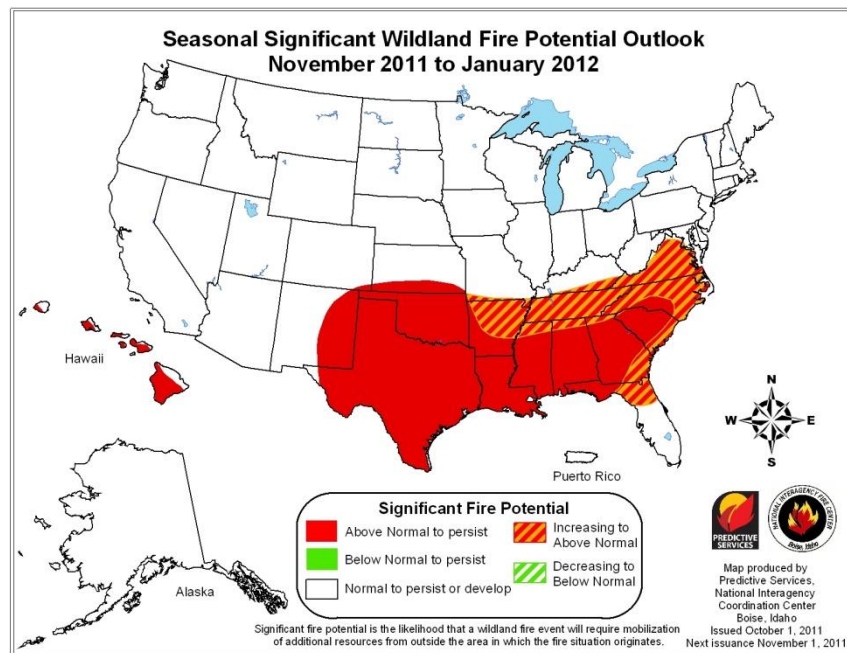 Seasonal Significant Wildland Fire Potential Outlook
November 2011 to January 2012
Hawaii
N
W
E
S
Puerto Rico
Alaska
Significant Fire Potential
Above Normal to persist
Increasing to
Above Normal
Below Normal to persist
Decreasing to
Below Normal
Normal to persist or develop
PREDICTIVE
SERVICES
NATIONAL INTERAGENCY FIRE CENTER
Boise, Idaho
Map produced by
Predictive Services,
National Interagency
Coordination Center
Boise, Idaho
Issued October 1, 2011
Next issuance November 1, 2011
Significant fire potential is the likelihood that a wildland fire event will require mobilization
of additional resources from outside the area in which the fire situation originates.